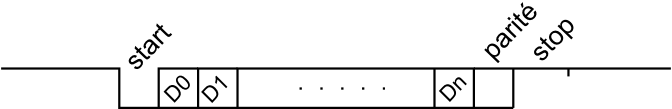 start
D0
D1
. . . . .
Dn
parité
stop